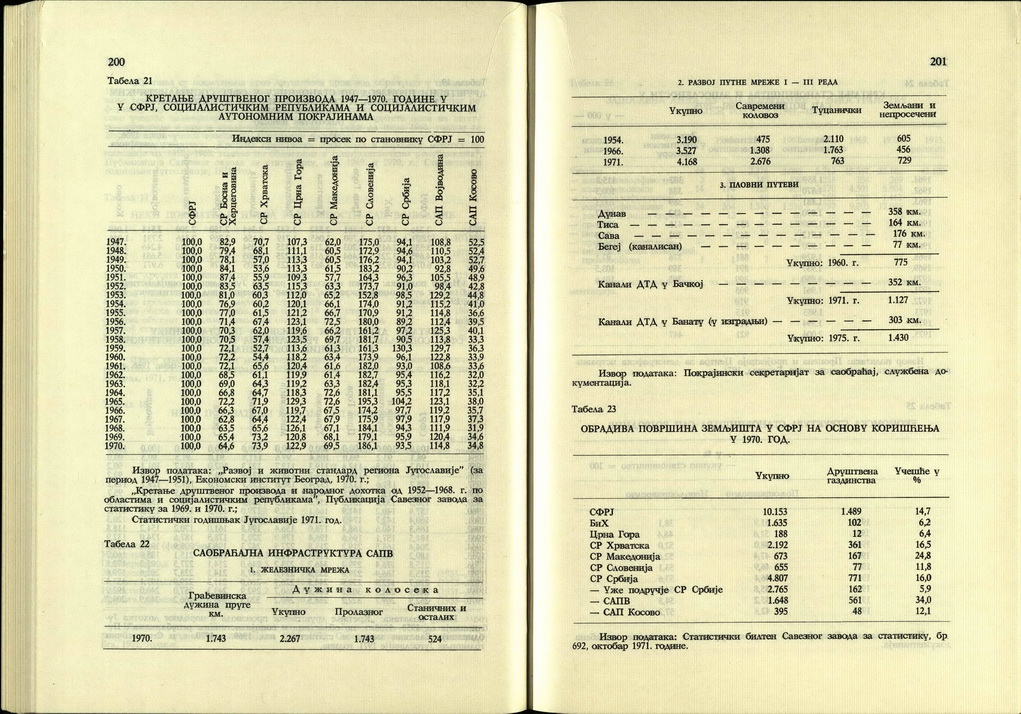 200
Табела 21
КРЕТАЊЕ ДРУШТВЕНОГ ПРОИЗВОДА 1947—1970. ГОДИНЕ У
У СФРЈ, СОЦИЈАЛИСТИЧКИМ РЕПУБЛИКАМА И СОЦИЈАЛИСТИЧКИМ
АУТОНОМНИМ ПОКРАЈИНАМА
Индекси нивоа = просек по становнику СФРЈ = 100
СФРЈ СР Босна и Херцеговина СР Хрватска СР Црна Гора СР Македонија СР Словенија СР Србија САП Војводина САП Косово
1947. 100,0 82,9 70,7 107,3 62,0 175,0 94,1 108,8 52,5
1948. 100,0 79,4 68,1 111,1 60,5 172,9 94,6 110,5 52,4
1949. 100,0 78,1 57,0 113,3 60,5 176,2 94,1 103,2 52,7
1950. 100,0 84,1 53,6 113,3 61,5 183,2 90,2 92,8 49,6
1951. 100,0 87,4 55,9 109,3 57,7 164,3 96,3 105,5 48,9
1952. 100,0 83,5 63,5 115,3 63,3 173,7 91,0 98,4 42,8
1953. 100,0 81,0 60,3 112,0 65,2 152,8 98,5 129,2 44,8
1954. 100,0 76,9 60,2 120,1 66,1 174,0 91,2 115,2 41,0
1955. 100,0 77,0 61,5 121,2 66,7 170,9 91,2 114,8 36,6
1956. 100,0 71,4 67,4 123,1 72,5 180,0 89,2 112,4 39,5
1957. 100,0 70,3 62,0 119,6 66,2 161,2 97,2 125,3 40,1
1958. 100,0 70,5 57,4 123,5 69,7 181,7 90,5 113,8 33,3
1959. 100,0 72,1 52,7 113,6 61,3 161,3 130,3 129,7 36,3
1960. 100,0 72,2 54,4 118,2 63,4 173,9 96,1 122,8 33,9
1961. 100,0 72,1 65,6 120,4 61,6 182,0 93,0 108,6 33,6
1962. 100,0 68,5 61,1 119,9 61,4 182,7 95,4 116,2 32,0
1963. 100,0 69,0 64,3 119,2 63,3 182,4 95,3 118,1 32,2
1964. 100,0 66,8 64,7 118,3 72,6 181,1 95,5 117,2 35,1
1965. 100,0 72,2 71,9 129,3 72,6 195,3 104,2 123,1 38,0
1966. 100,0 66,3 67,0 119,7 67,5 174,2 97,7 119,2 35,7
1967. 100,0 62,8 64,4 122,4 67,9 175,9 97,9 117,9 37,3
1968. 100,0 63,5 65,6 126,1 67,1 184,1 94,3 111,9 31,9
1969. 100,0 65,4 73,2 120,8 68,1 179,1 95,9 120,4 34,6
1970. 100,0 64,6 73,9 122,9 69,5 186,1 93,5 114,8 34,8
Извор података: „Развој и животни стандард региона Југославије” (за
период 1947—1951), Економски институт Београд, 1970. г.;
„Кретање друштвеног производа и народног дохотка од 1952—1968. г. по
областима и социјалистичким републикама”, Публикација Савезног завода за
статистику за 1969. и 1970. г.;
Статистички годишњак Југославије 1971. год.
Табела 22
САОБРАЋАЈНА ИНФРАСТРУКТУРА САПВ
1. ЖЕЛЕЗНИЧКА МРЕЖА
Грађевинска дужина пруге км. Дужина колосека
Укупно Пролазног Станичних и осталих
1970. 1.743 2.267 1.743 524
201
2. РАЗВОЈ ПУТНЕ МРЕЖЕ I — III РЕДА
Укупно Савремени коловоз Туцанички Земљани и непросечени
1954. 3.190 475 2.110 605
1966. 3.527 1.308 1.763 456
1971. 4.168 2.676 763 729
3. ПЛОВНИ ПУТЕВИ
Дунав — — — — — — — — — — — 358 км.
Тиса — — — — — — — — — — — 164 км.
Сава — — — — — — — — — — — 176 км.
Бегеј (каналисан) — — — — — — — — 77 км.
Укупно: 1960. г. 775
Канали ДТД у Бачкој — — — — — — — 352 км.
Укупно: 1971. г. 1.127
Канали ДТД у Банату (у изградњи) — — — — — 303 км.
Укупно: 1975. г. 1.430
Извор података: Покрајински секретаријат за саобраћај, службена до-
кументација.
Табела 23
ОБРАДИВА ПОВРШИНА ЗЕМЉИШТА У СФРЈ НА ОСНОВУ КОРИШЋЕЊА
У 1970. ГОД.
Укупно Друштвена газдинства Учешће у %
СФРЈ 10.153 1.489 14,7
БиХ 1.635 102 6,2
Црна Гора 188 12 6,4
СР Хрватска 2.192 361 16,5
СР Македонија 673 167 24,8
СР Словенија 655 77 11,8
СР Србија 4.807 771 16,0
— Уже подручје СР Србије 2.765 162 5,9
— САПВ 1.648 561 34,0
— САП Косово 395 48 12,1
Извор података: Статистички билтен Савезног завода за статистику, бр
692, октобар 1971. године.